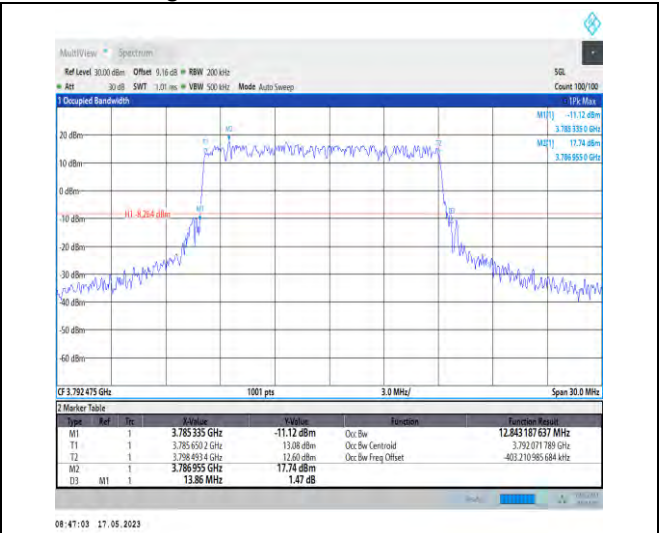 MultiView Spectrum
Ref Level 30.00 dBm Offset 9.16 dB RBW 200 kHz SGL
Att 30 dB SWT 1.01 ms VBW 500 kHz Mode Auto Sweep Count 100/100
1 Occupied Bandwidth 1Pk Max
M1[1] -11.12 dBm
3.785 335 0 GHz
M2[1] 17.74 dBm
3.786 955 0 GHz
20 dBm
M2
T1
T2
10 dBm
0 dBm
H1 -8.264 dBm
M1
D3
-10 dBm
-20 dBm
-30 dBm
-40 dBm
-50 dBm
-60 dBm
CF 3.792 475 GHz 1001 pts 3.0 MHz/ Span 30.0 MHz
2 Marker Table
Type Ref Trc X-Value Y-Value Function Function Result
M1 1 3.785 335 GHz -11.12 dBm Occ Bw 12.843 187 637 MHz
T1 1 3.785 650 2 GHz 13.08 dBm Occ Bw Centroid 3.792 071 789 GHz
T2 1 3.798 493 4 GHz 12.60 dBm Occ Bw Freq Offset -403.210 985 684 kHz
M2 1 3.786 955 GHz 17.74 dBm
D3 M1 1 13.86 MHz 1.47 dB
08:47:03 17.05.2023